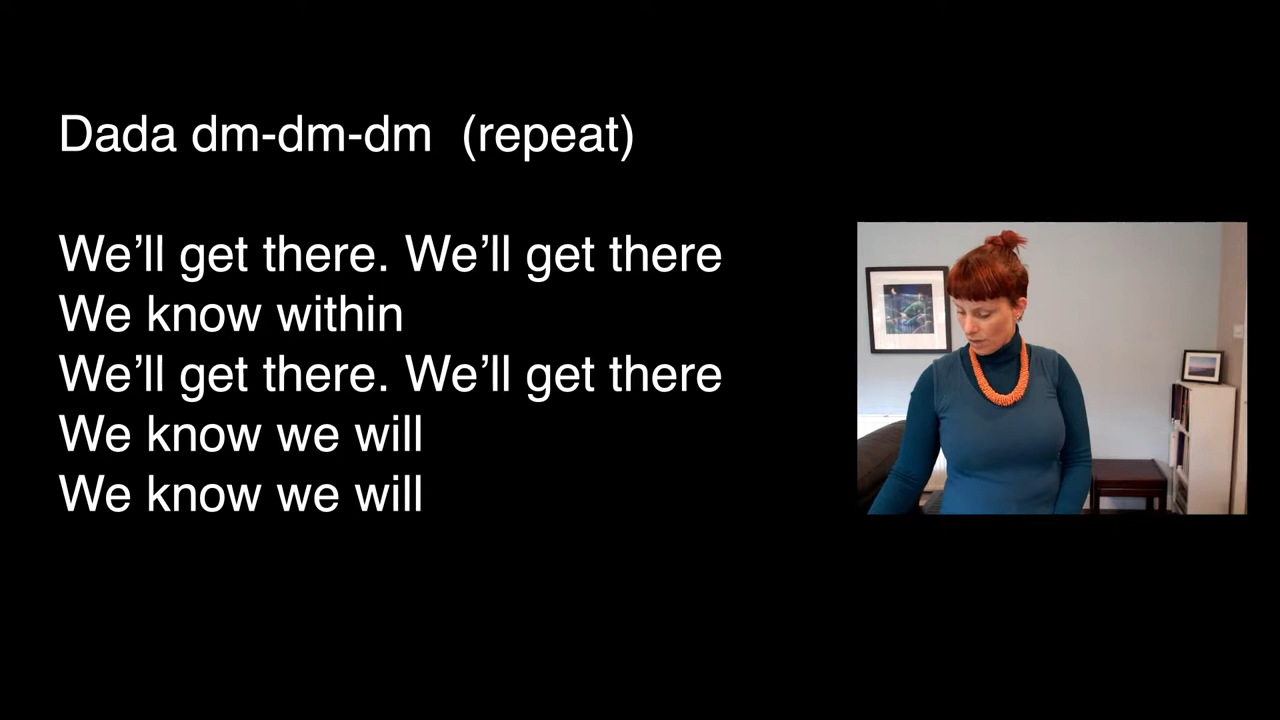 Dada dm-dm-dm (repeat)
We’ll get there. We’ll get there
We know within
We’ll get there. We’ll get there
We know we will
We know we will